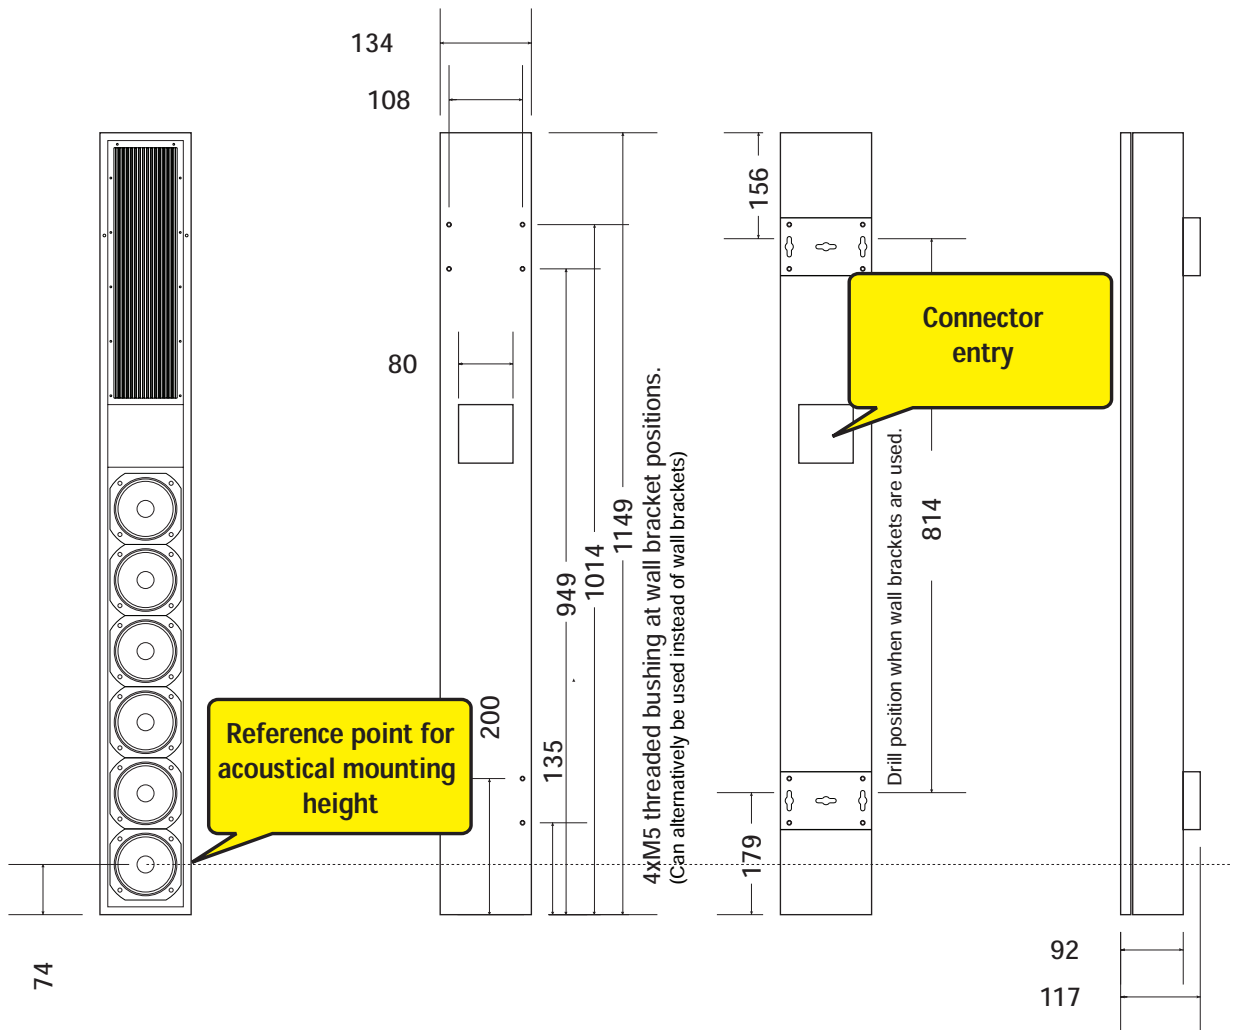 134
108
156
Connector
entry
80
4xM5 threaded bushing at wall bracket positions.
(Can alternatively be used instead of wall brackets)
1149
1014
949
814
Drill position when wall brackets are used.
200
135
Reference point for
acoustical mounting
height
179
74
92
117